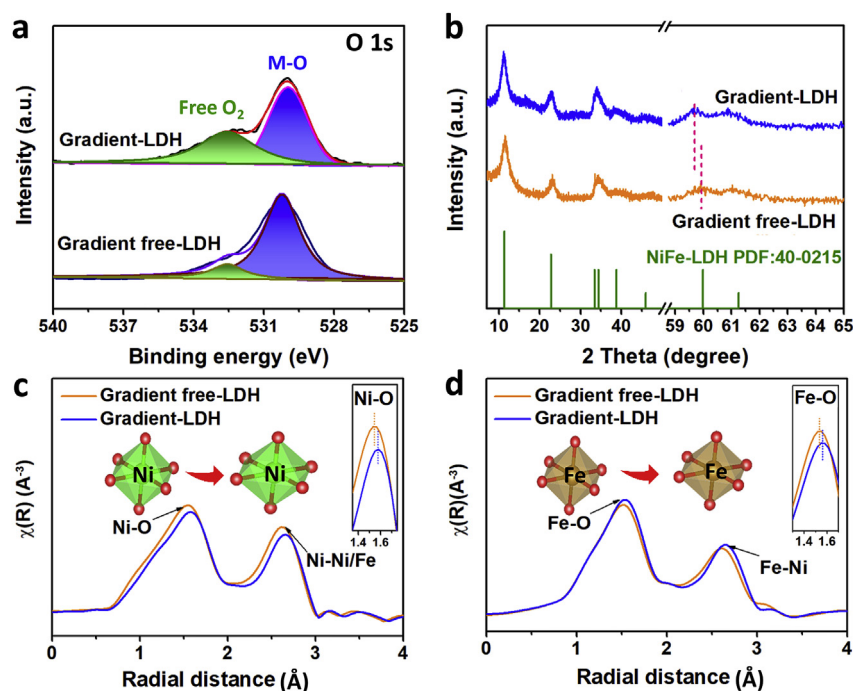 a
O 1s
M-O
Free O₂
Gradient-LDH
Gradient free-LDH
Intensity (a.u.)
540 537 534 531 528 525
Binding energy (eV)
b
Gradient-LDH
Gradient free-LDH
NiFe-LDH PDF:40-0215
Intensity (a.u.)
10 20 30 40 59 60 61 62 63 64 65
2 Theta (degree)
c
Gradient free-LDH
Gradient-LDH
Ni-O
1.4 1.6
Ni
Ni
Ni-O
Ni-Ni/Fe
χ(R) (A⁻³)
0 1 2 3 4
Radial distance (Å)
d
Gradient free-LDH
Gradient-LDH
Fe-O
1.4 1.6
Fe
Fe
Fe-O
Fe-Ni
χ(R)(A⁻³)
0 1 2 3 4
Radial distance (Å)